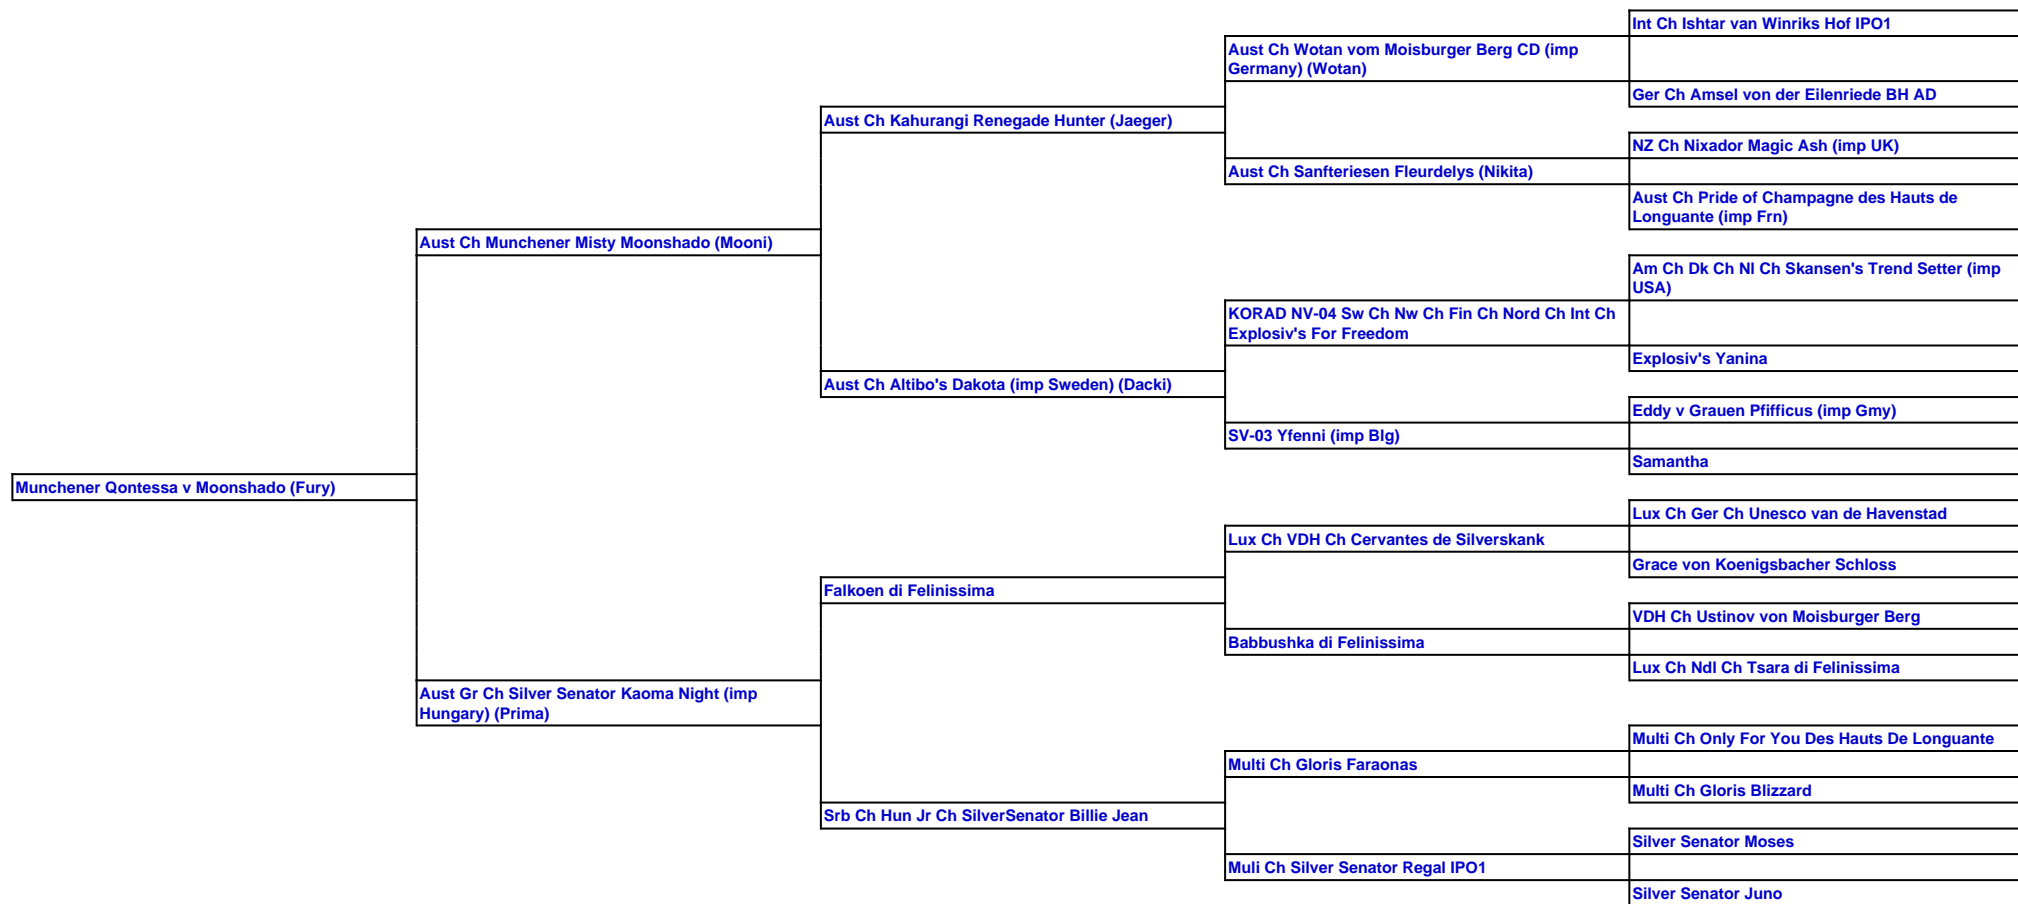 Int Ch Ishtar van Winriks Hof IPO1
Aust Ch Wotan vom Moisburger Berg CD (imp
Germany) (Wotan)
Ger Ch Amsel von der Eilenriede BH AD
Aust Ch Kahurangi Renegade Hunter (Jaeger)
NZ Ch Nixador Magic Ash (imp UK)
Aust Ch Sanfteriesen Fleurdelys (Nikita)
Aust Ch Pride of Champagne des Hauts de
Longuante (imp Frn)
Aust Ch Munchener Misty Moonshado (Mooni)
Am Ch Dk Ch Nl Ch Skansen's Trend Setter (imp
USA)
KORAD NV-04 Sw Ch Nw Ch Fin Ch Nord Ch Int Ch
Explosiv's For Freedom
Explosiv's Yanina
Aust Ch Altibo's Dakota (imp Sweden) (Dacki)
Eddy v Grauen Pfifficus (imp Gmy)
SV-03 Yfenni (imp Blg)
Samantha
Munchener Qontessa v Moonshado (Fury)
Lux Ch Ger Ch Unesco van de Havenstad
Lux Ch VDH Ch Cervantes de Silverskank
Grace von Koenigsbacher Schloss
Falkoen di Felinissima
VDH Ch Ustinov von Moisburger Berg
Babbushka di Felinissima
Lux Ch Ndl Ch Tsara di Felinissima
Aust Gr Ch Silver Senator Kaoma Night (imp
Hungary) (Prima)
Multi Ch Only For You Des Hauts De Longuante
Multi Ch Gloris Faraonas
Multi Ch Gloris Blizzard
Srb Ch Hun Jr Ch SilverSenator Billie Jean
Silver Senator Moses
Muli Ch Silver Senator Regal IPO1
Silver Senator Juno